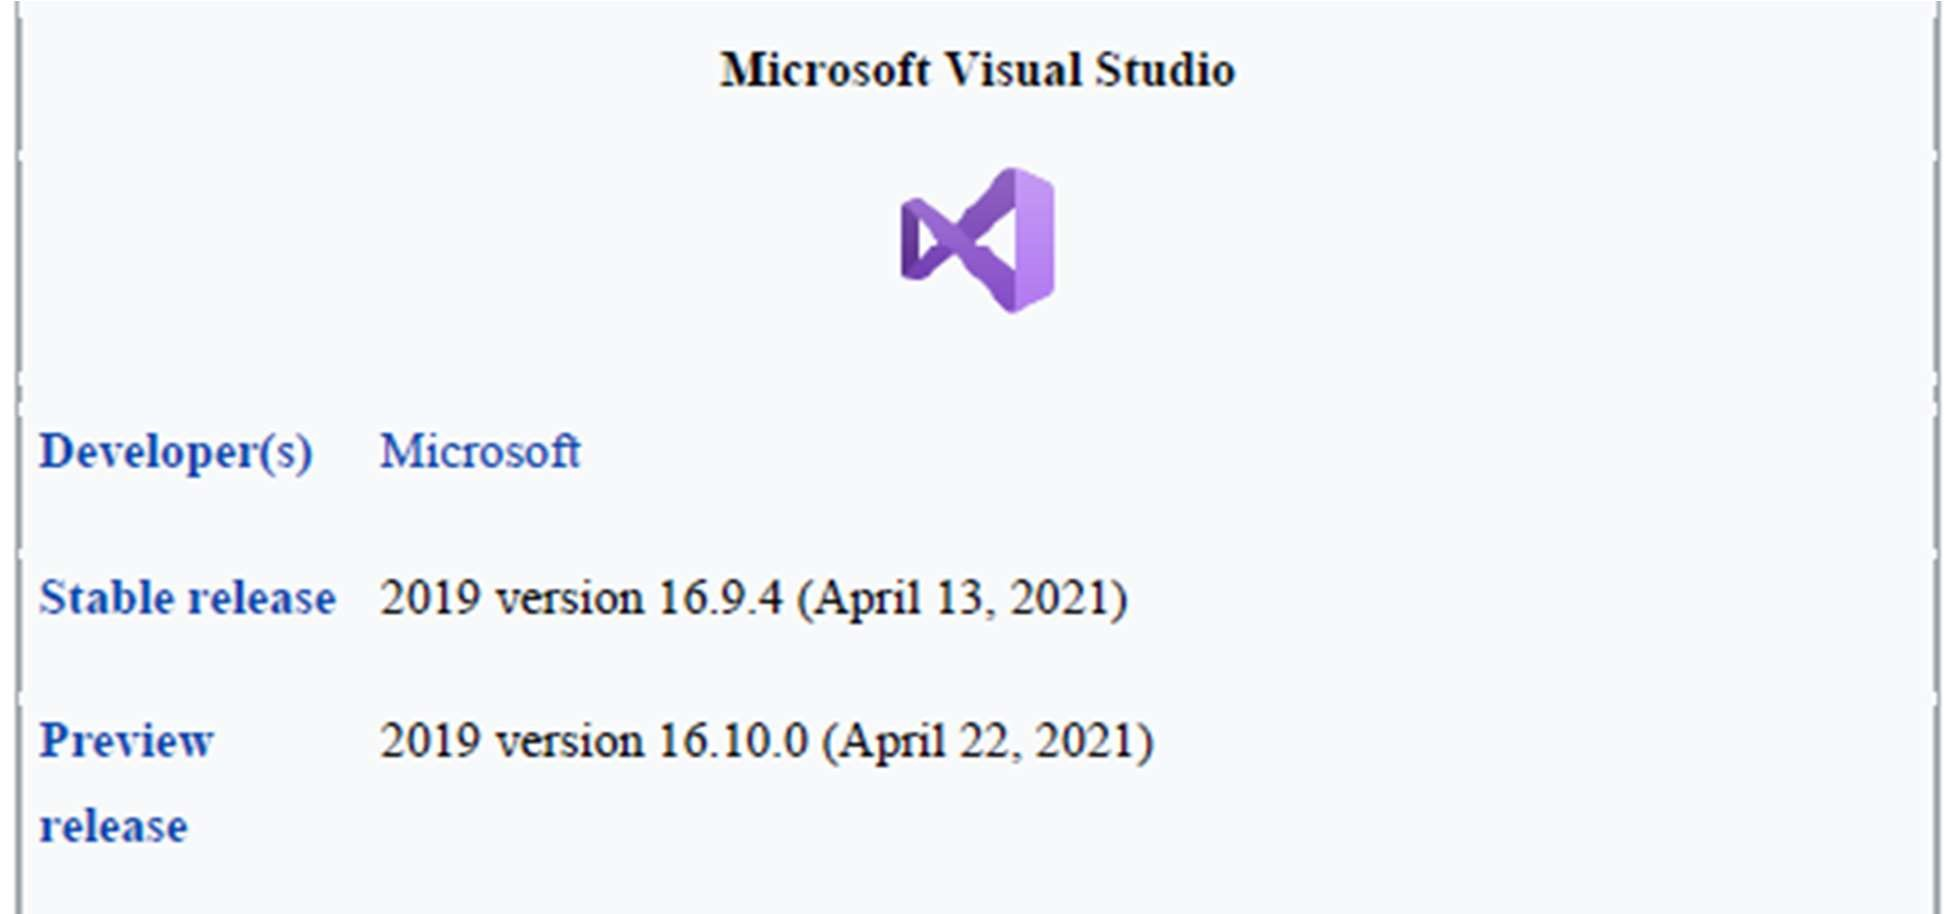 Microsoft Visual Studio
Developer(s) Microsoft
Stable release 2019 version 16.9.4 (April 13, 2021)
Preview 2019 version 16.10.0 (April 22, 2021)
release